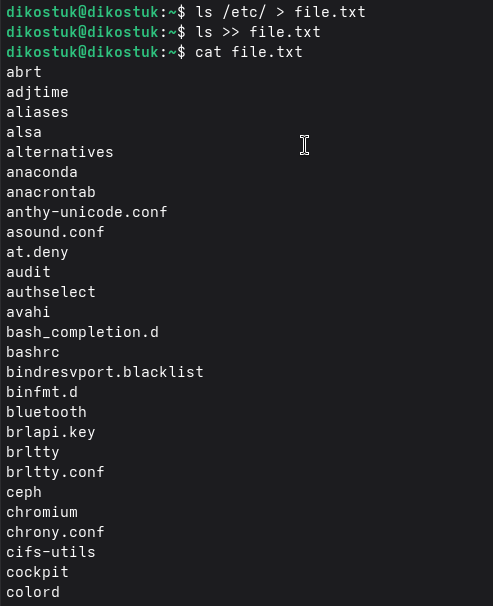 dikostuk@dikostuk:~$ ls /etc/ > file.txt
dikostuk@dikostuk:~$ ls >> file.txt
dikostuk@dikostuk:~$ cat file.txt
abrt
adjtime
aliases
alsa
alternatives
anaconda
anacrontab
anthy-unicode.conf
asound.conf
at.deny
audit
authselect
avahi
bash_completion.d
bashrc
bindresvport.blacklist
binfmt.d
bluetooth
brlapi.key
brltty
brltty.conf
ceph
chromium
chrony.conf
cifs-utils
cockpit
colord